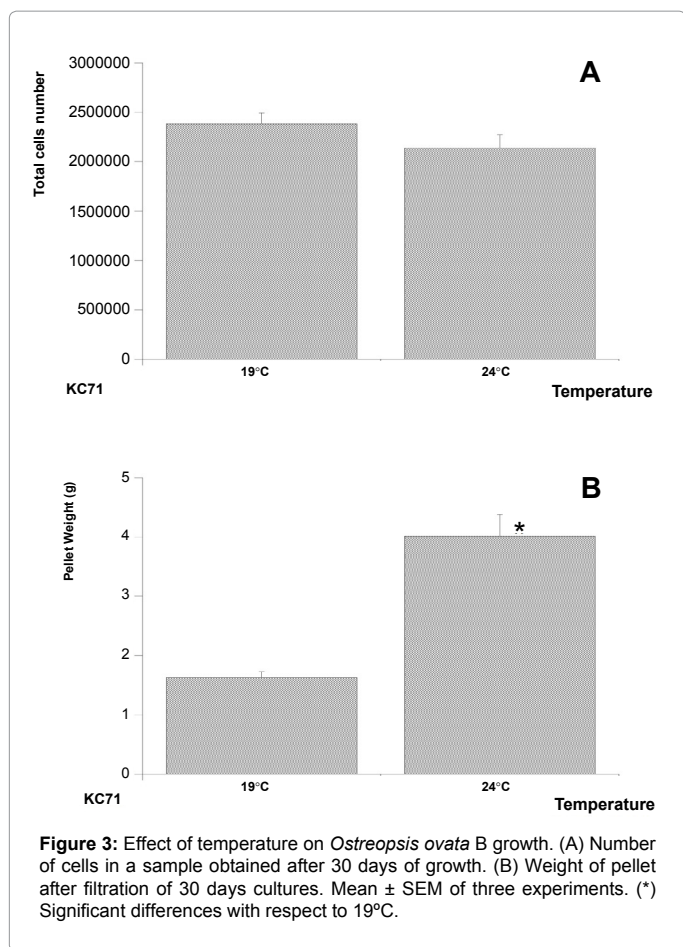 A
Total cells number
3000000
2500000
2000000
1500000
1000000
500000
0
19°C
24°C
KC71
Temperature
B
Pellet Weight (g)
5
4
*
3
2
1
0
19°C
24°C
KC71
Temperature
Figure 3: Effect of temperature on Ostreopsis ovata B growth. (A) Number
of cells in a sample obtained after 30 days of growth. (B) Weight of pellet
after filtration of 30 days cultures. Mean ± SEM of three experiments. (*)
Significant differences with respect to 19ºC.